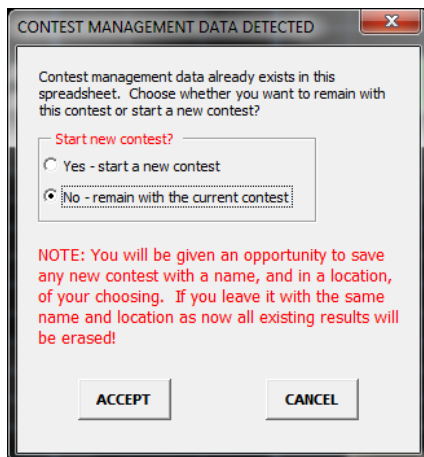 CONTEST MANAGEMENT DATA DETECTED
Contest management data already exists in this
spreadsheet. Choose whether you want to remain with
this contest or start a new contest?
Start new contest?
Yes - start a new contest
No - remain with the current contest
NOTE: You will be given an opportunity to save
any new contest with a name, and in a location,
of your choosing. If you leave it with the same
name and location as now all existing results will
be erased!
ACCEPT
CANCEL